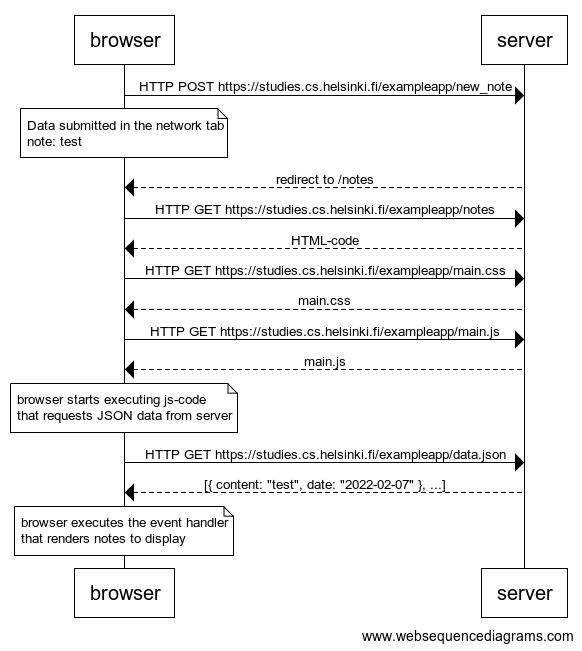 browser
server
HTTP POST https://studies.cs.helsinki.fi/exampleapp/new_note
Data submitted in the network tab
note: test
redirect to /notes
HTTP GET https://studies.cs.helsinki.fi/exampleapp/notes
HTML-code
HTTP GET https://studies.cs.helsinki.fi/exampleapp/main.css
main.css
HTTP GET https://studies.cs.helsinki.fi/exampleapp/main.js
main.js
browser starts executing js-code
that requests JSON data from server
HTTP GET https://studies.cs.helsinki.fi/exampleapp/data.json
[{ content: "test", date: "2022-02-07" }, ...]
browser executes the event handler
that renders notes to display
browser
server
www.websequencediagrams.com